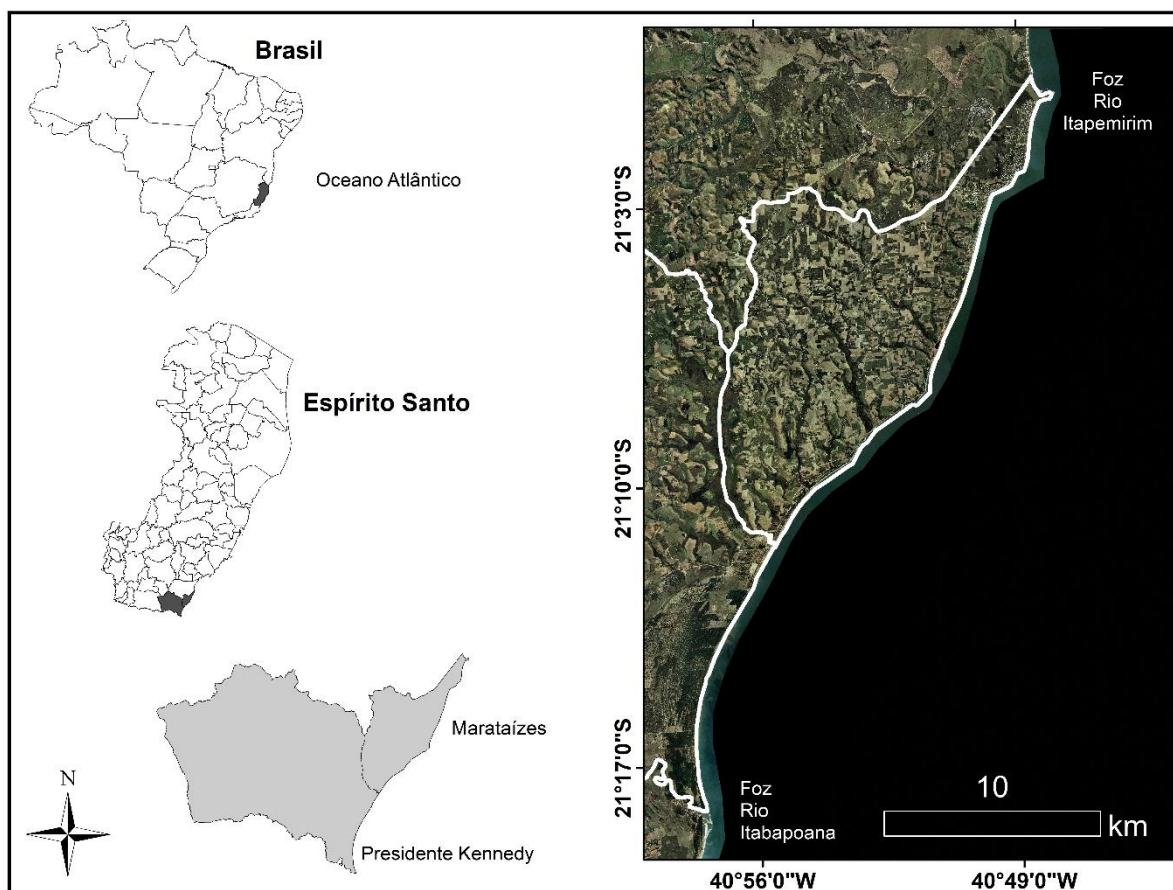 Brasil
Oceano Atlântico
Espírito Santo
Marataízes
Presidente Kennedy
N
Foz
Rio
Itapemirim
21°3'0"S
21°10'0"S
21°17'0"S
Foz
Rio
Itabapoana
10
km
40°56'0"W
40°49'0"W